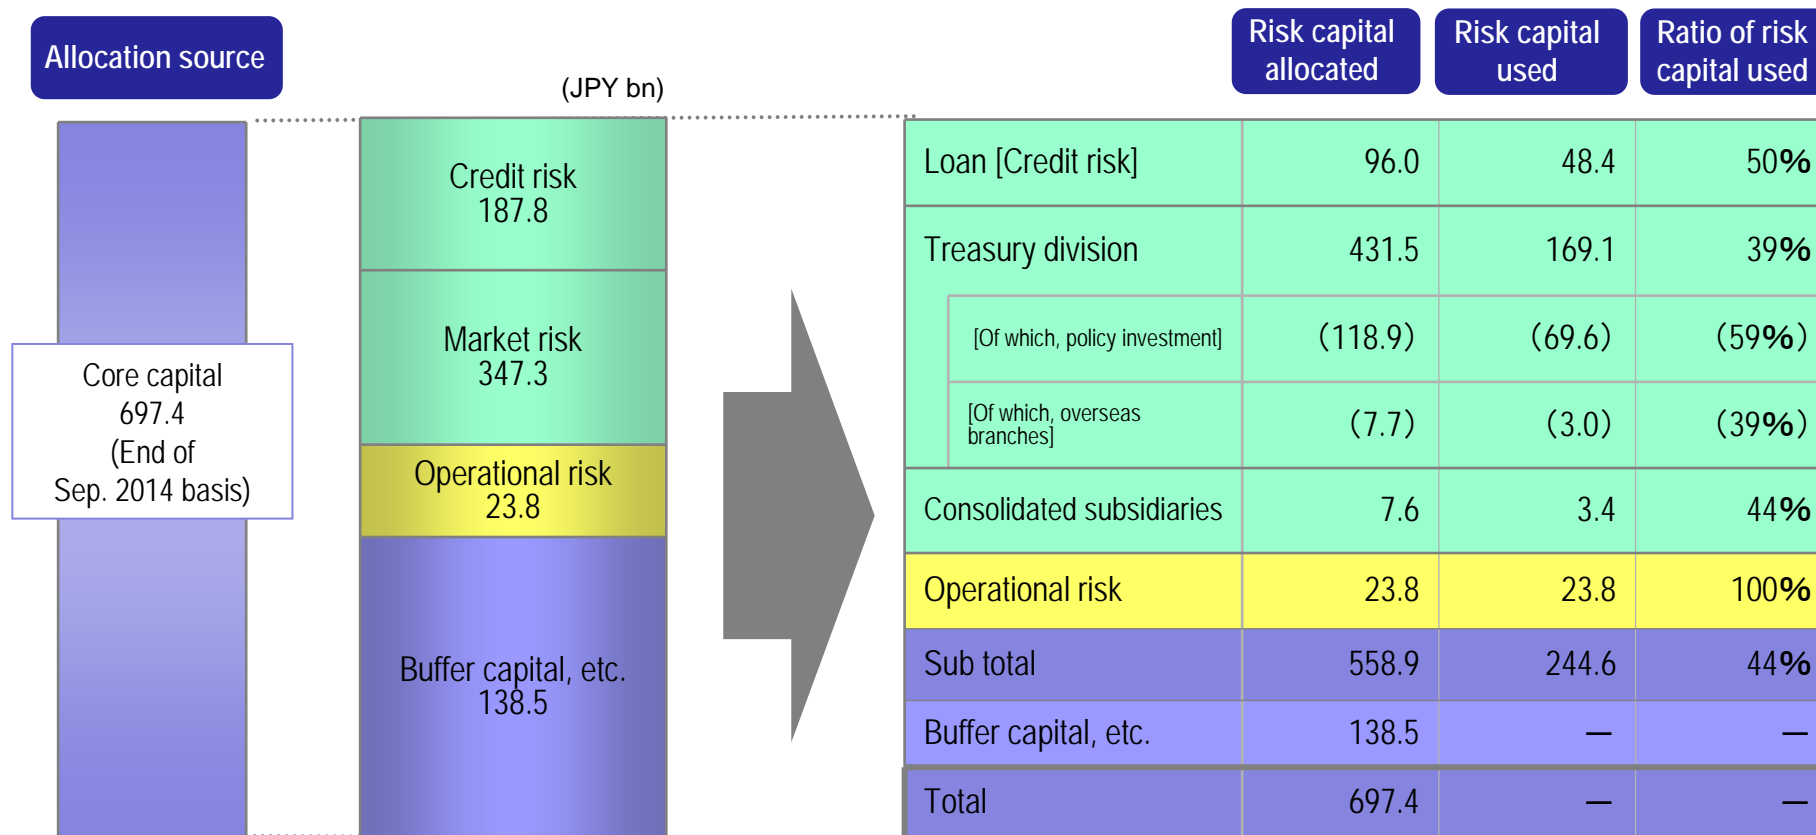 Allocation source
(JPY bn)
Risk capital
allocated
Risk capital
used
Ratio of risk
capital used
Core capital
697.4
(End of
Sep. 2014 basis)
Credit risk
187.8
Market risk
347.3
Operational risk
23.8
Buffer capital, etc.
138.5
Loan [Credit risk] 96.0 48.4 50%
Treasury division 431.5 169.1 39%
[Of which, policy investment] (118.9) (69.6) (59%)
[Of which, overseas
branches] (7.7) (3.0) (39%)
Consolidated subsidiaries 7.6 3.4 44%
Operational risk 23.8 23.8 100%
Sub total 558.9 244.6 44%
Buffer capital, etc. 138.5 — —
Total 697.4 — —